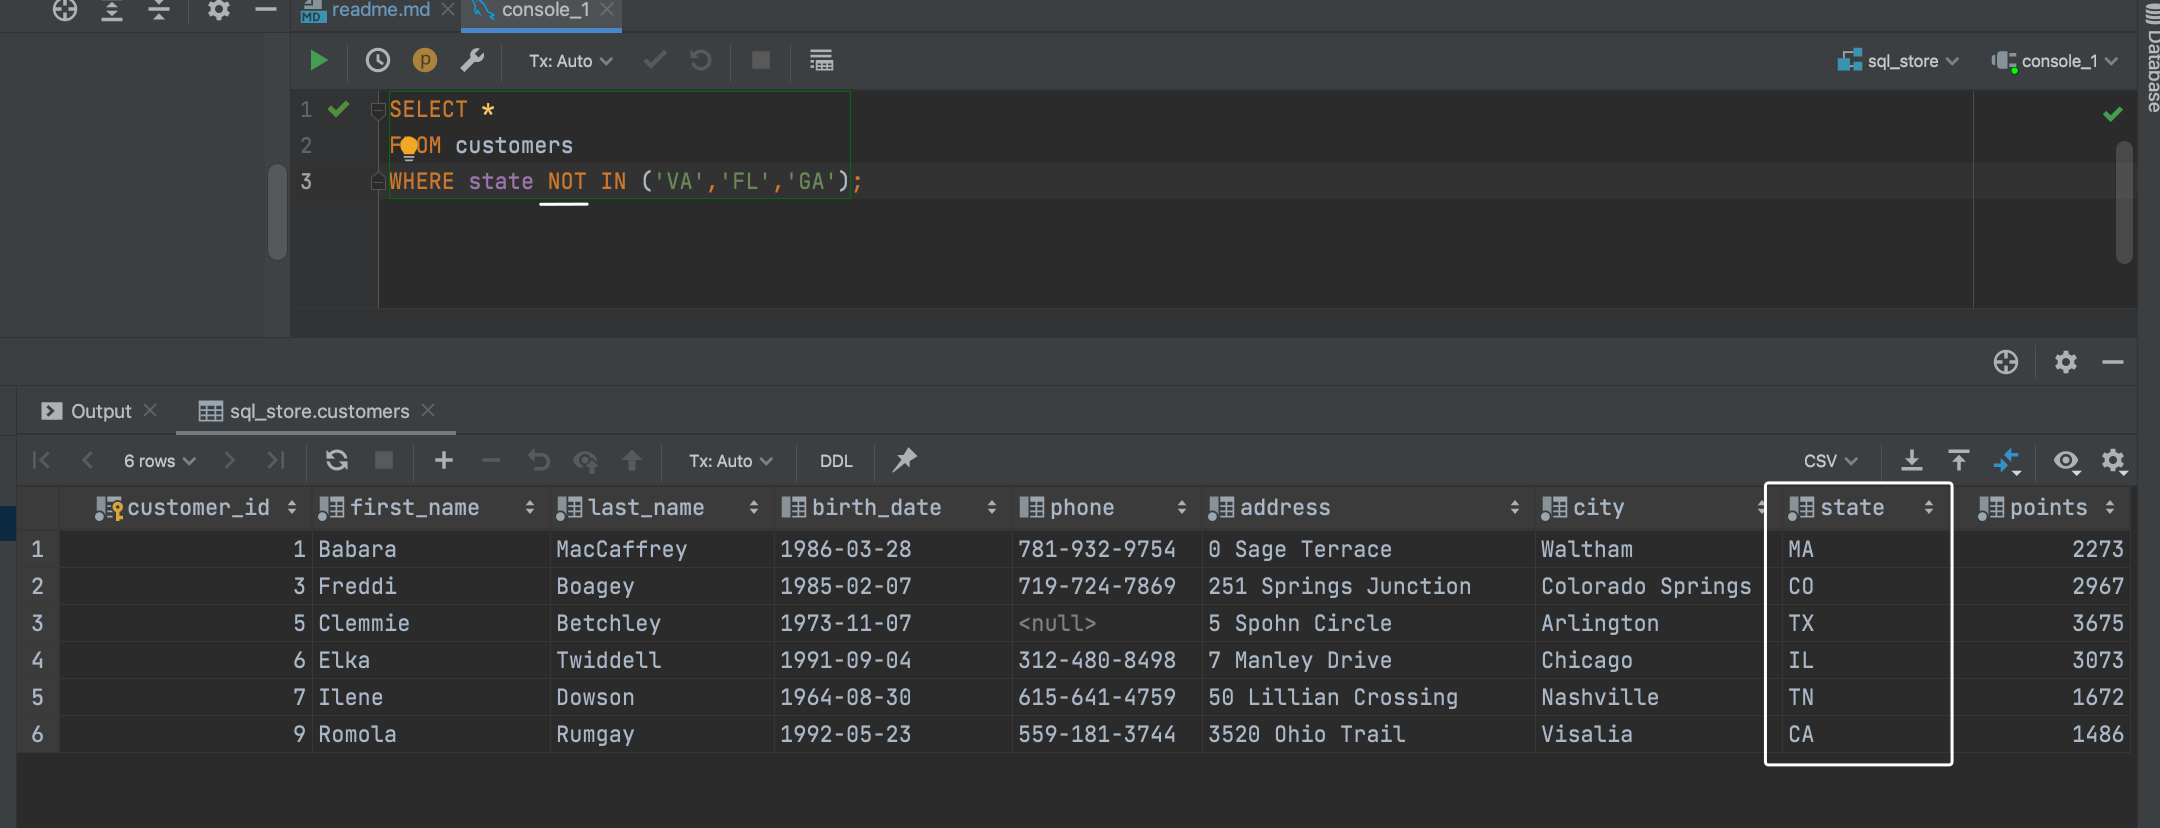 readme.md console_1
Tx: Auto sql_store console_1
Database
1 SELECT *
2 FROM customers
3 WHERE state NOT IN ('VA','FL','GA');
Output sql_store.customers
6 rows Tx: Auto DDL CSV
customer_id first_name last_name birth_date phone address city state points
1 1 Babara MacCaffrey 1986-03-28 781-932-9754 0 Sage Terrace Waltham MA 2273
2 3 Freddi Boagey 1985-02-07 719-724-7869 251 Springs Junction Colorado Springs CO 2967
3 5 Clemmie Betchley 1973-11-07 <null> 5 Spohn Circle Arlington TX 3675
4 6 Elka Twiddell 1991-09-04 312-480-8498 7 Manley Drive Chicago IL 3073
5 7 Ilene Dowson 1964-08-30 615-641-4759 50 Lillian Crossing Nashville TN 1672
6 9 Romola Rumgay 1992-05-23 559-181-3744 3520 Ohio Trail Visalia CA 1486